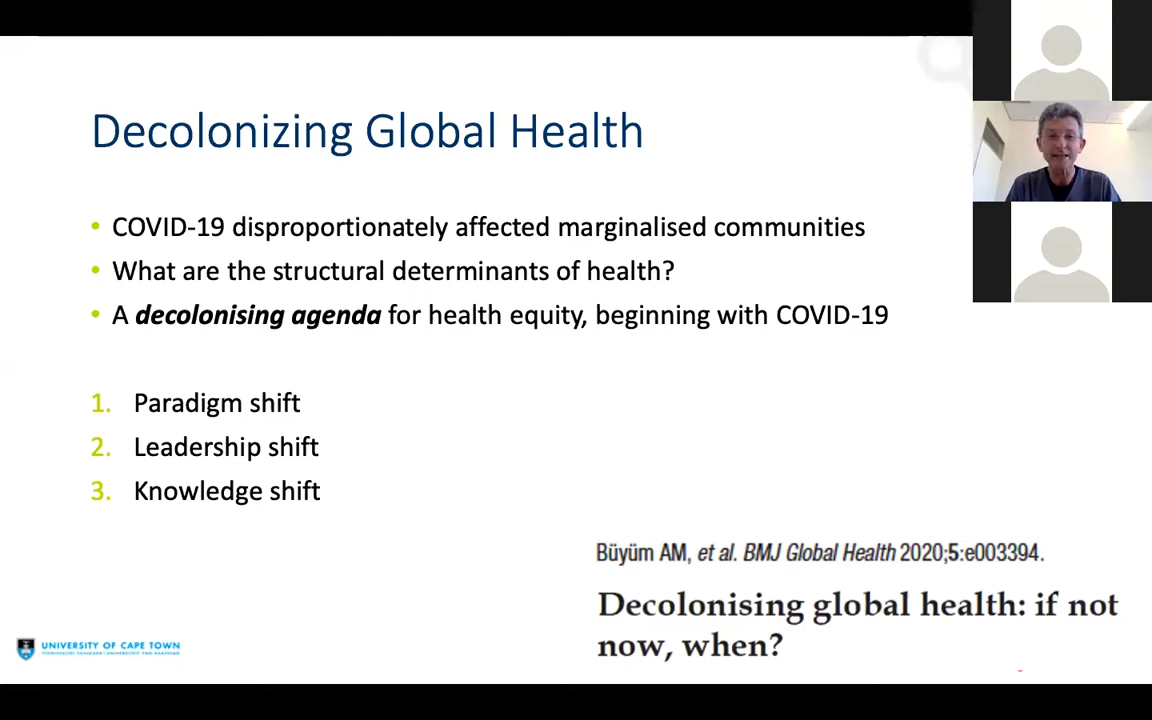 Decolonizing Global Health
• COVID-19 disproportionately affected marginalised communities
• What are the structural determinants of health?
• A decolonising agenda for health equity, beginning with COVID-19
1. Paradigm shift
2. Leadership shift
3. Knowledge shift
Büyüm AM, et al. BMJ Global Health 2020;5:e003394.
Decolonising global health: if not
now, when?
UNIVERSITY OF CAPE TOWN